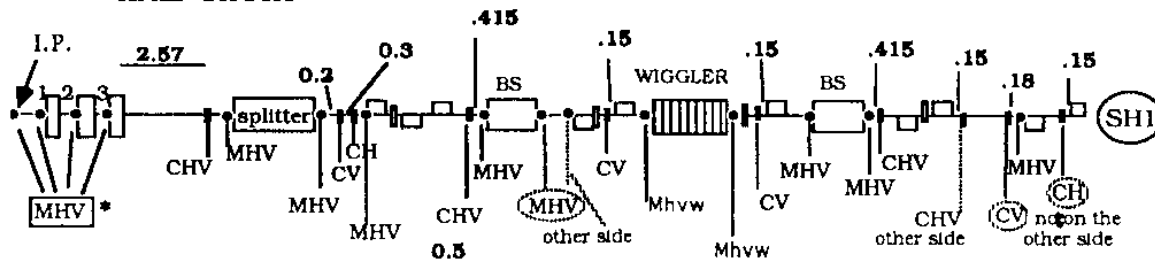 I.P.
2.57
0.2
0.3
.415
.15
.15
.415
.15
.18
.15
1 2 3
splitter
BS
WIGGLER
BS
SH1
CHV
MHV
MHV
CV
CH
MHV
CHV
MHV
MHV
other side
CV
Mhvw
Mhvw
CV
MHV
MHV
CHV
CHV
other side
CV
MHV
CH
not on the
other side
MHV *
0.5